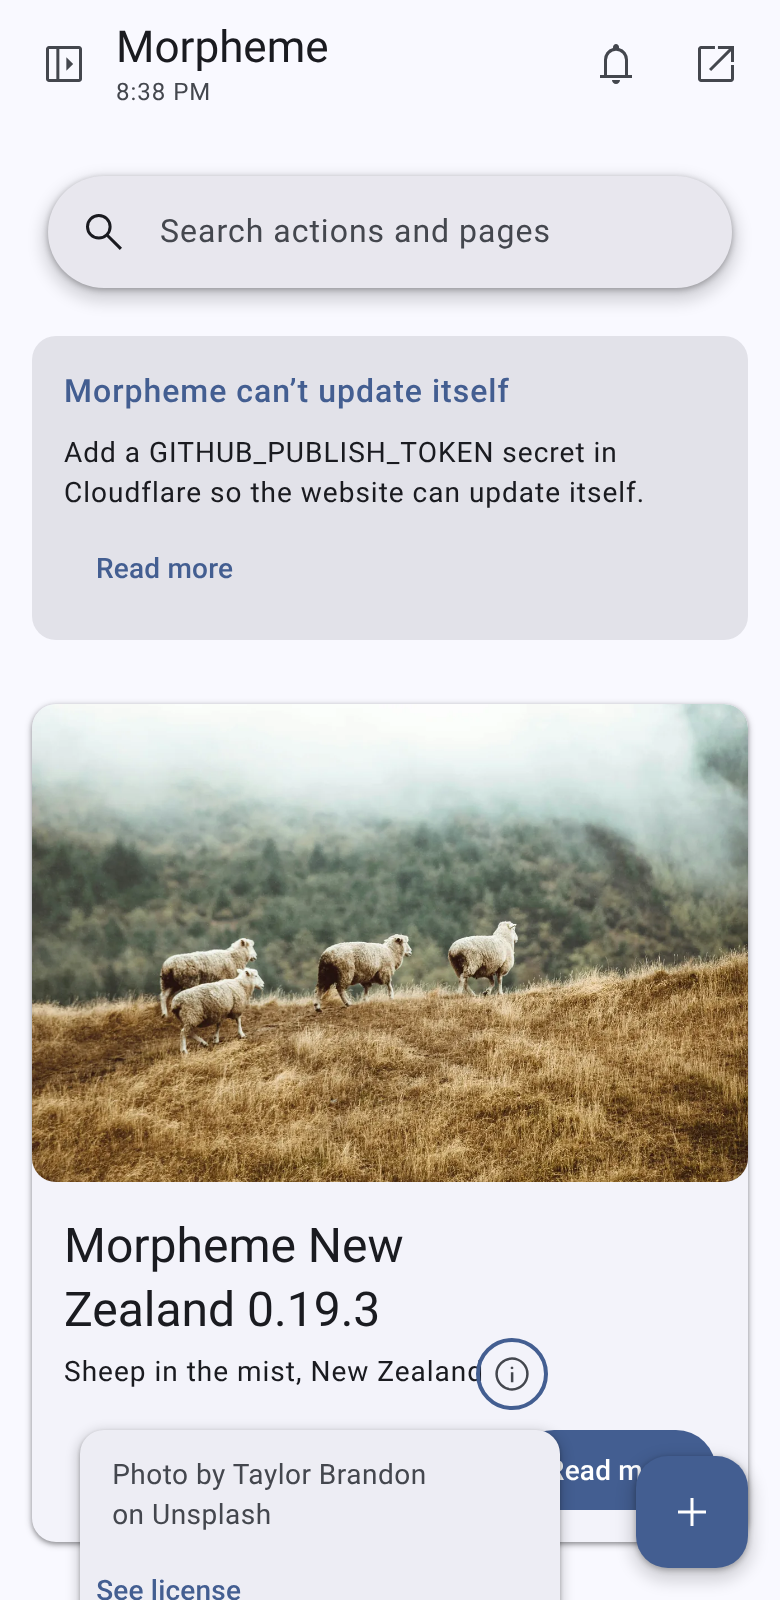 Morpheme
8:38 PM
Search actions and pages
Morpheme can’t update itself
Add a GITHUB_PUBLISH_TOKEN secret in
Cloudflare so the website can update itself.
Read more
Morpheme New
Zealand 0.19.3
Sheep in the mist, New Zealand
Photo by Taylor Brandon
on Unsplash
Read m
See license